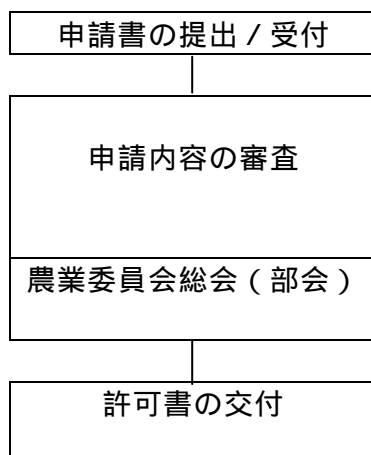 申請書の提出 / 受付
申請内容の審査
農業委員会総会 ( 部会 )
許可書の交付